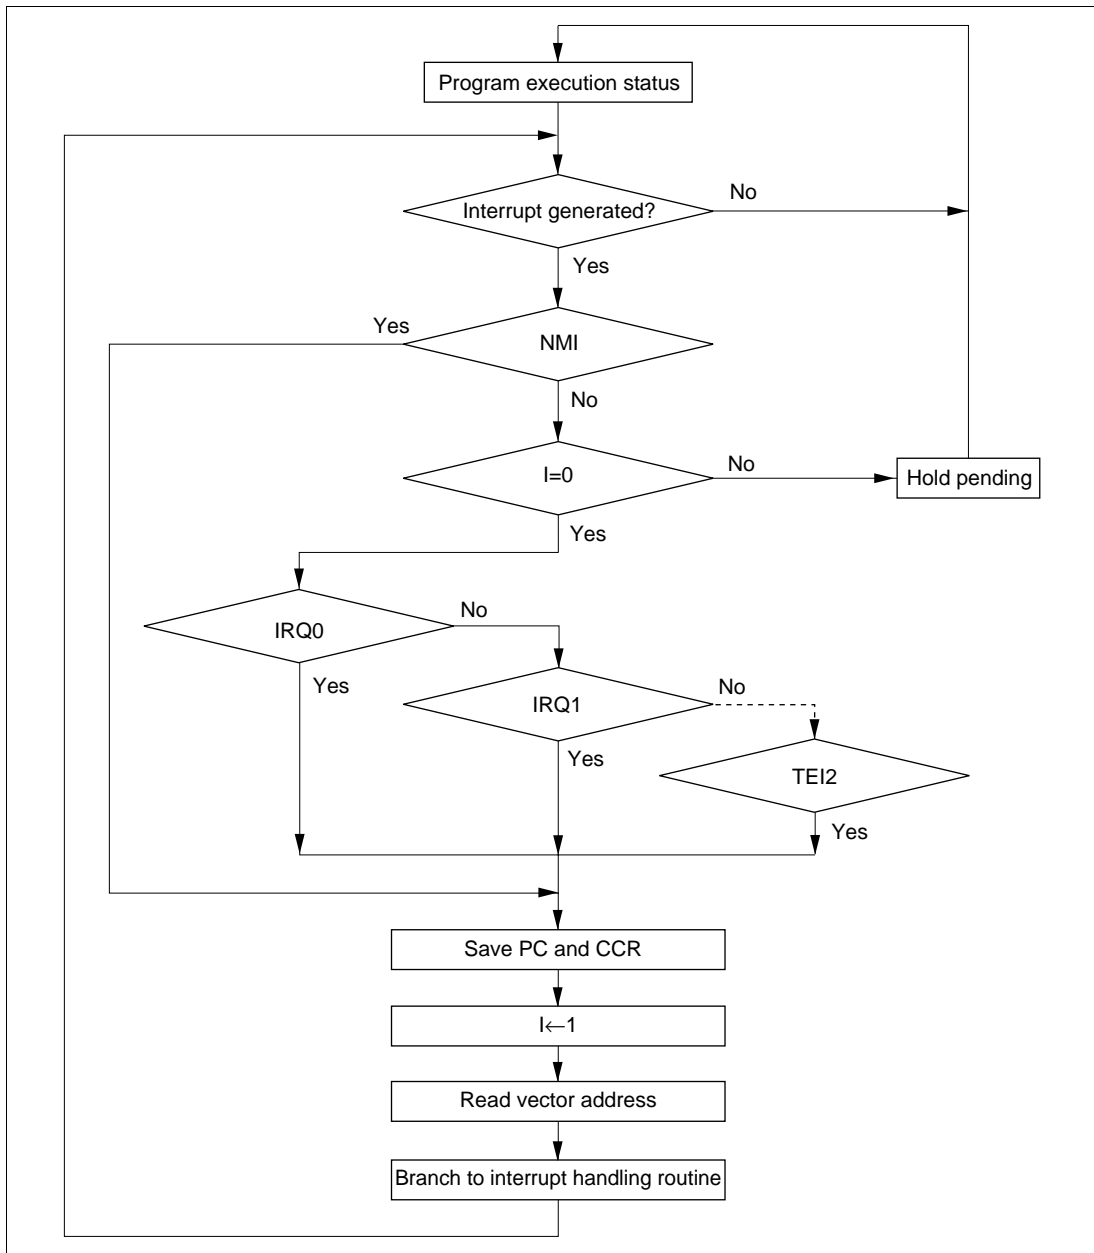 Program execution status
Interrupt generated?
No
Yes
Yes
NMI
No
I=0
No
Hold pending
Yes
IRQ0
No
Yes
IRQ1
No
Yes
TEI2
Yes
Save PC and CCR
I←1
Read vector address
Branch to interrupt handling routine